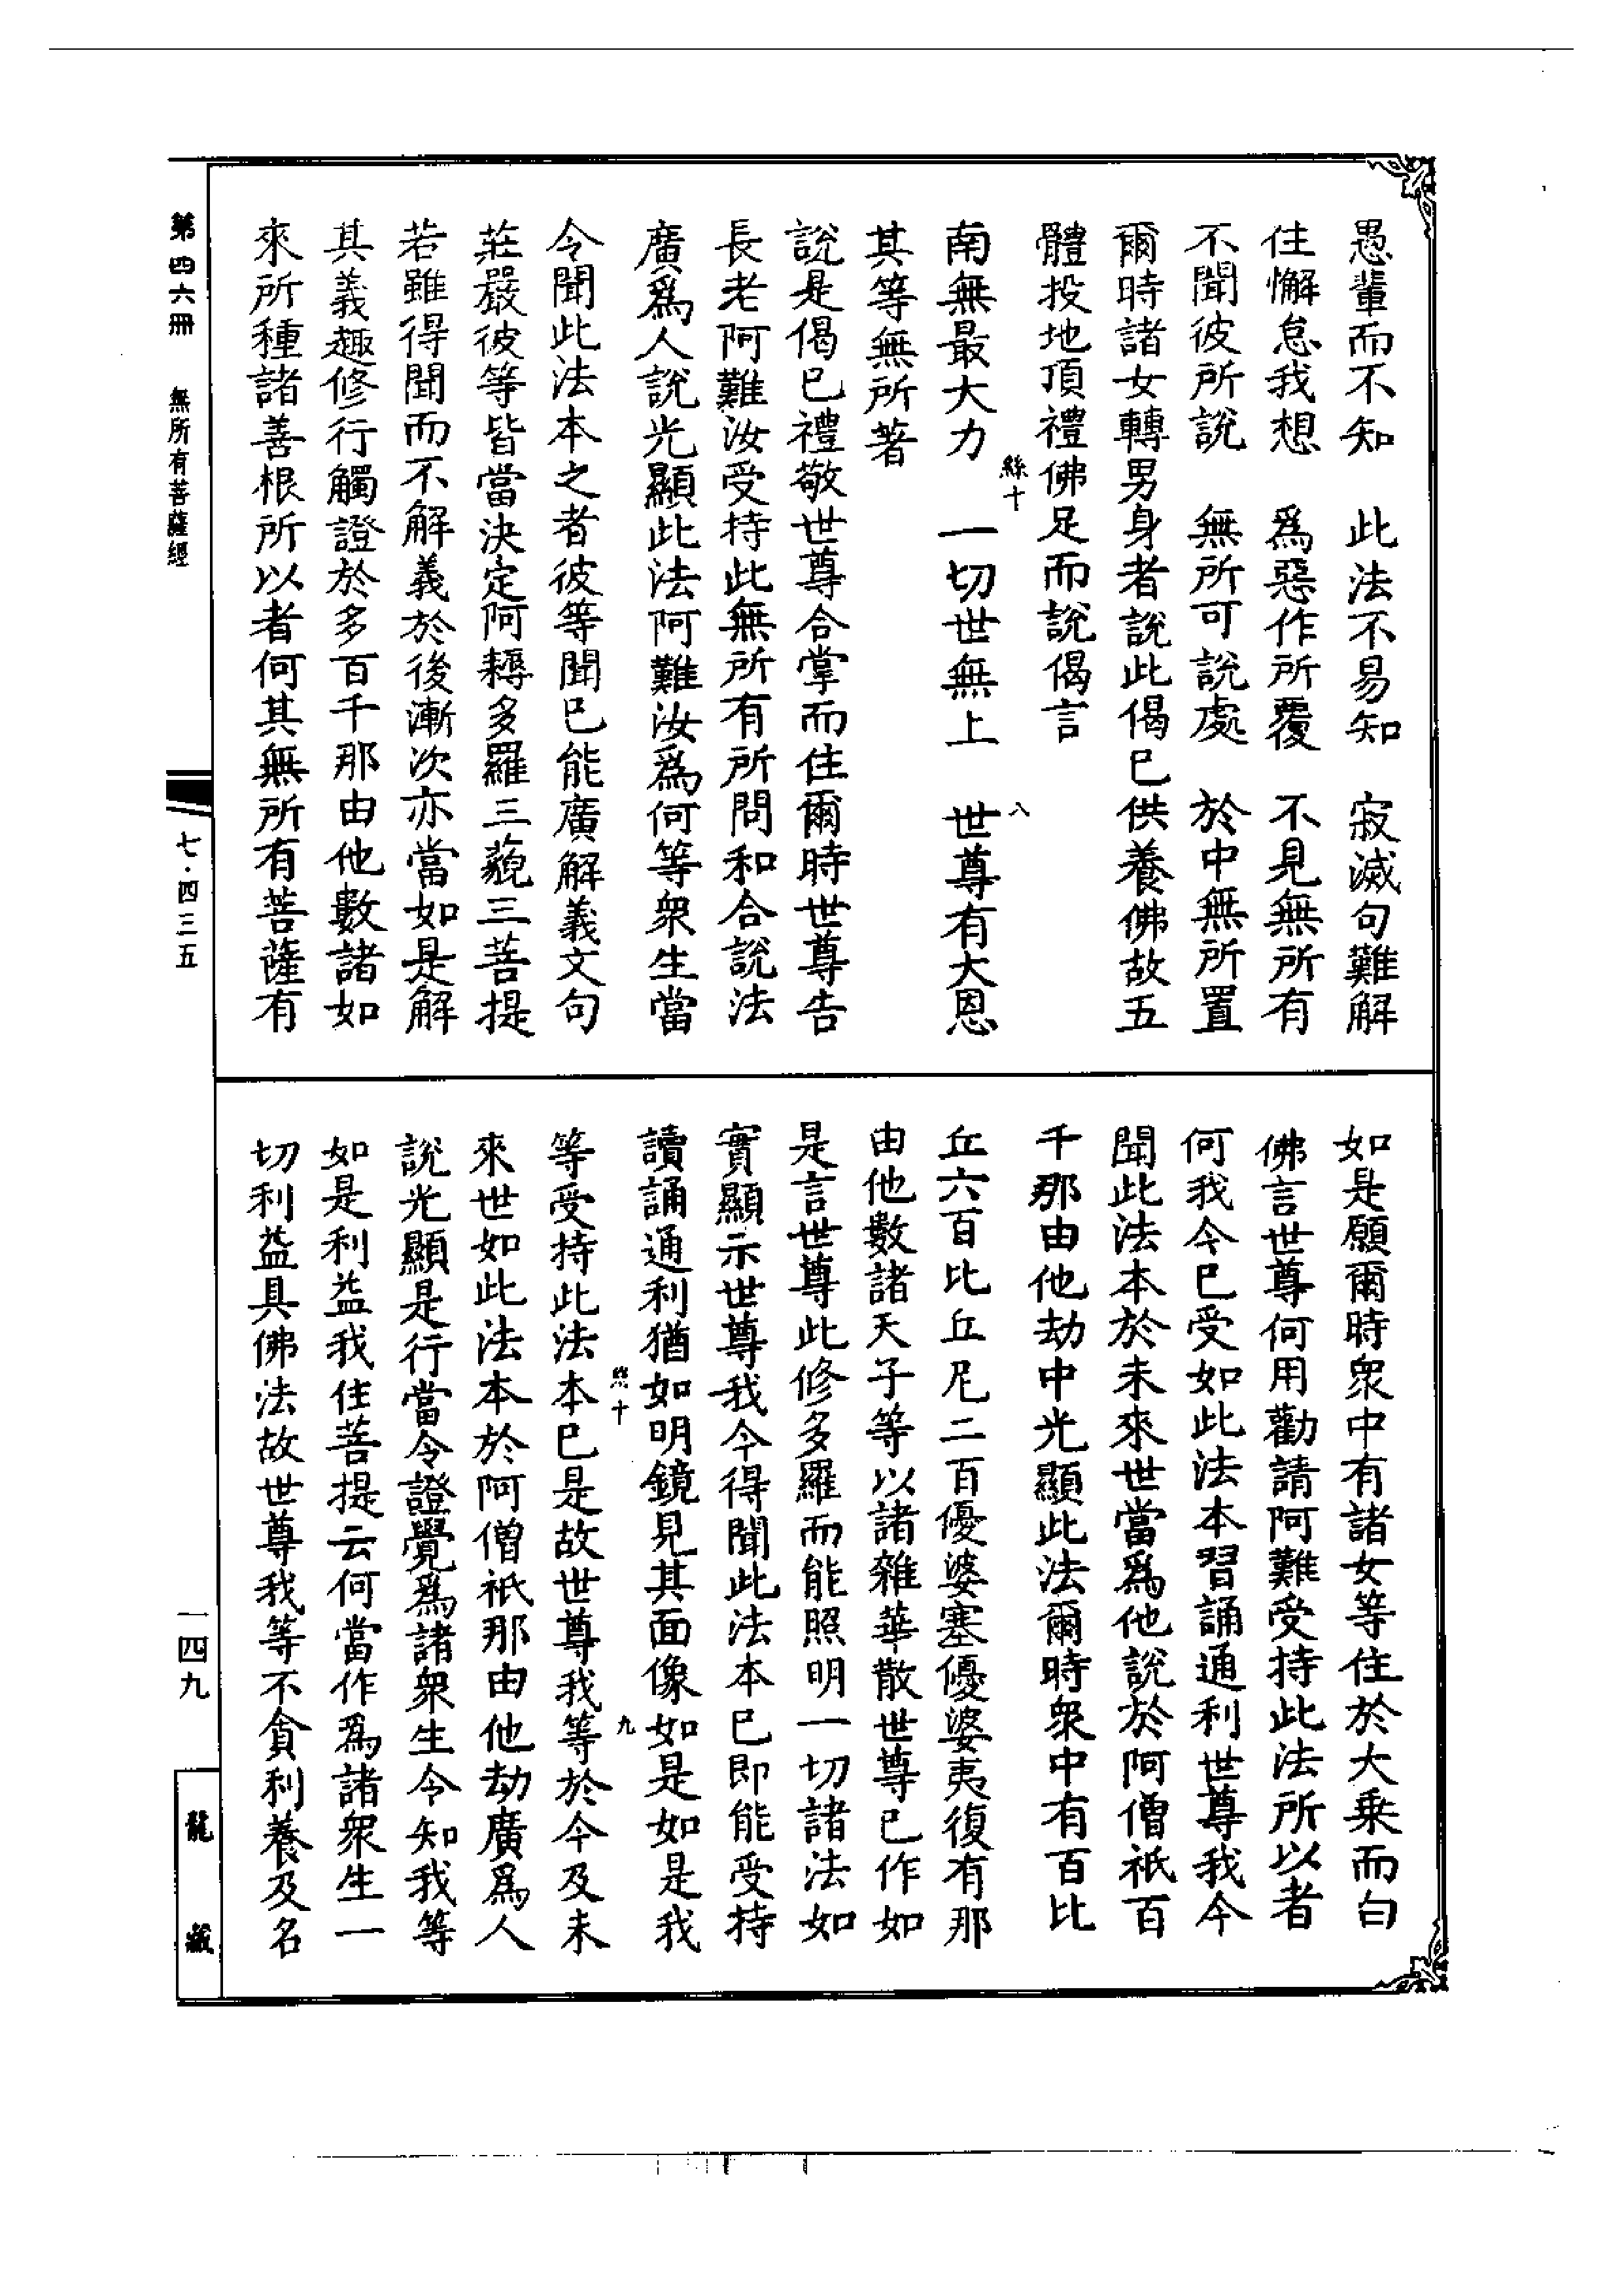 愚輩而不知　此法不易知　寂滅句難解
住懈怠我想　爲惡作所覆　不見無所有
不聞彼所說　無所可說處　於中無所置
爾時諸女轉男身者說此偈已供養佛故五
體投地頂禮佛足而說偈言
絲十　八
南無最大力　一切世無上　世尊有大恩
其等無所著
說是偈已禮敬世尊合掌而住爾時世尊告
長老阿難汝受持此無所有所問和合說法
廣爲人說光顯此法阿難汝爲何等衆生當
令聞此法本之者彼等聞已能廣解義文句
莊嚴彼等皆當決定阿耨多羅三藐三菩提
若雖得聞而不解義於後漸次亦當如是解
其義趣修行觸證於多百千那由他數諸如
來所種諸善根所以者何其無所有菩薩有
如是願爾時衆中有諸女等住於大乘而白
佛言世尊何用勸請阿難受持此法所以者
何我今已受如此法本習誦通利世尊我今
聞此法本於未來世當爲他說於阿僧祇百
千那由他劫中光顯此法爾時衆中有百比
丘六百比丘尼二百優婆塞優婆夷復有那
由他數諸天子等以諸雜華散世尊已作如
是言世尊此修多羅而能照明一切諸法如
實顯示世尊我今得聞此法本已即能受持
讀誦通利猶如明鏡見其面像如是如是我
絲十　九
等受持此法本已是故世尊我等於今及未
來世如此法本於阿僧祇那由他劫廣爲人
說光顯是行當令證覺爲諸衆生令知我等
如是利益我住菩提云何當作爲諸衆生一
切利益具佛法故世尊我等不貪利養及名
第四六冊　無所有菩薩經
七·四三五
一四九
龍藏